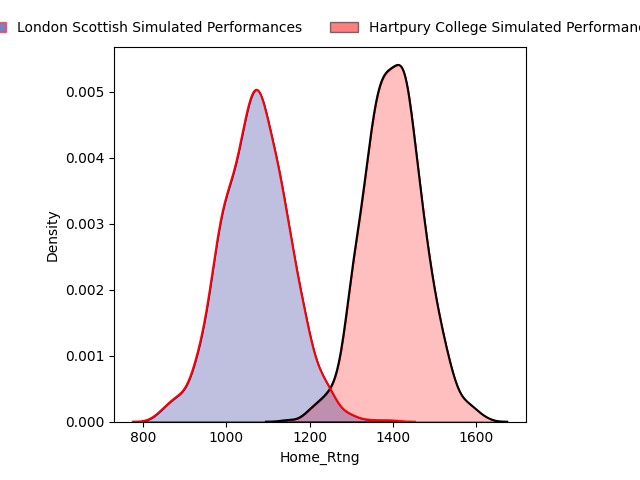 London Scottish Simulated Performances
Hartpury College Simulated
0.005
0.004
0.003
0.002
0.001
0.000
Density
800 1000 1200 1400 1600
Home_Rtng